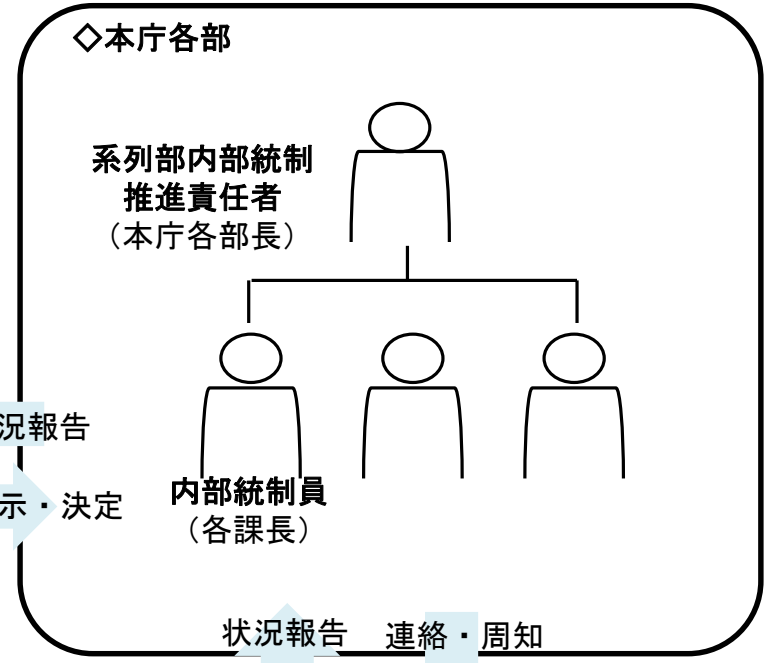 ◇本庁各部
系列部内部統制
推進責任者
（本庁各部長）
況報告
示・決定
内部統制員
（各課長）
状況報告 連絡・周知